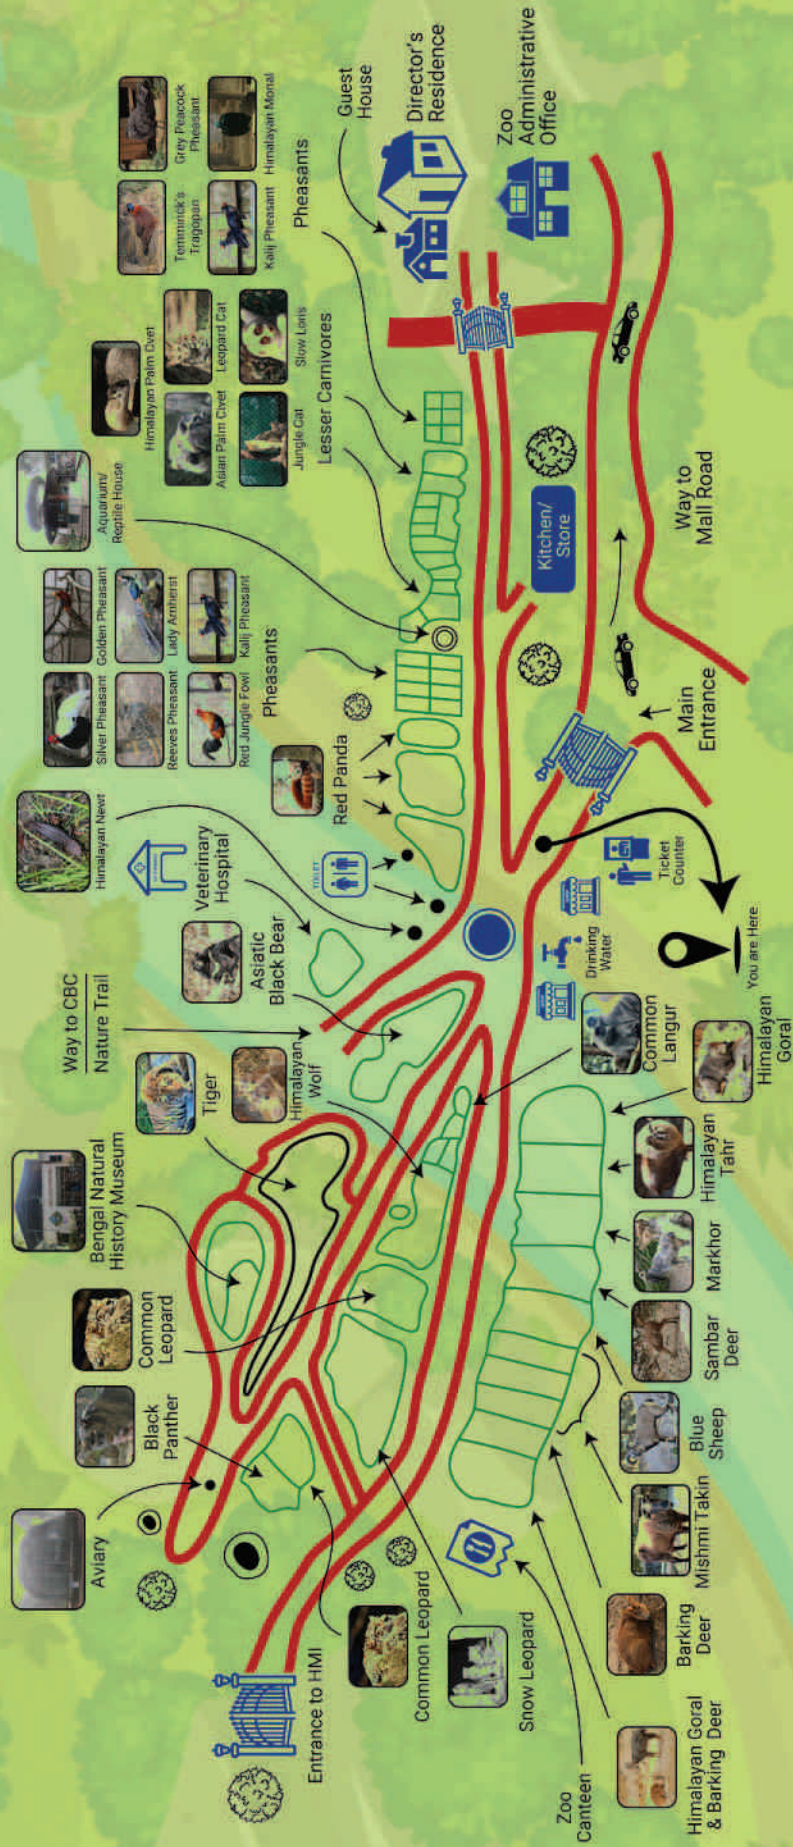 Aviary
Black
Panther
Common
Leopard
Bengal Natural
History Museum
Tiger
Himalayan
Wolf
Way to CBC
Nature Trail
Asiatic
Black Bear
Veterinary
Hospital
Himalayan Newt
TOILET
Red Panda
Silver Pheasant
Golden Pheasant
Reeves Pheasant
Lady Amherst
Red Jungle Fowl
Kalij Pheasant
Pheasants
Aquarium/
Reptile House
Himalayan Palm Cvet
Asian Palm Civet
Leopard Cat
Jungle Cat
Slow Loris
Lesser Carnivores
Temminck's
Tragopan
Grey Peacock
Pheasant
Kalij Pheasant
Himalayan Monal
Pheasants
Guest
House
Director's
Residence
Zoo
Administrative
Office
Entrance to HMI
Common Leopard
Snow Leopard
Zoo
Canteen
Himalayan Goral
& Barking Deer
Barking
Deer
Mishmi Takin
Blue
Sheep
Sambar
Deer
Markhor
Himalayan
Tahr
Himalayan
Goral
Common
Langur
Drinking
Water
You are Here
Ticket
Counter
Main
Entrance
Kitchen/
Store
Way to
Mall Road